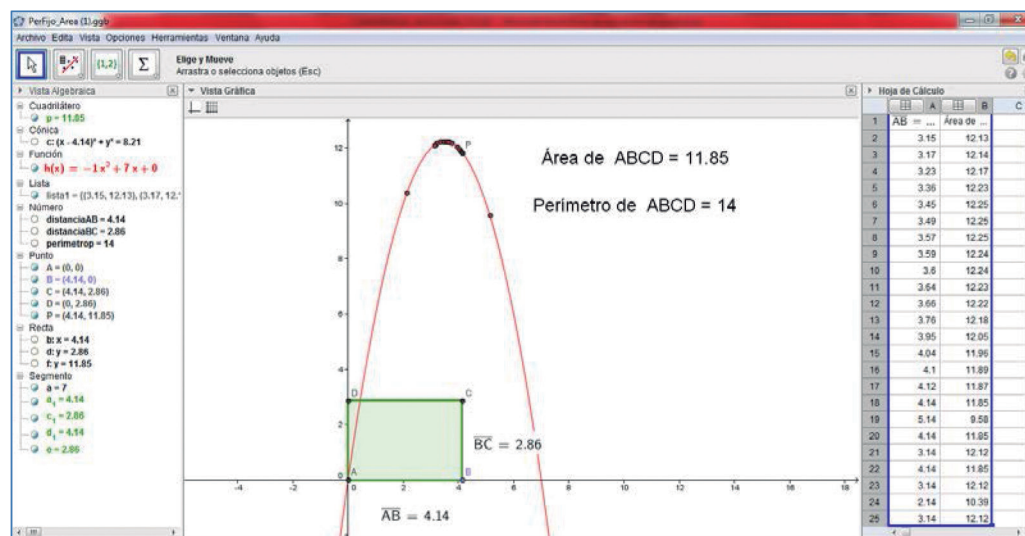 PerFijo_Area (1).ggb
Archivo Edita Vista Opciones Herramientas Ventana Ayuda
{1,2}
Σ
Elige y Mueve
Arrastra o selecciona objetos (Esc)
Vista Algebraica
Cuadrilátero
p = 11.85
Cónica
c: (x - 4.14)² + y² = 8.21
Función
h(x) = -1 x² + 7 x + 0
Lista
lista1 = {(3.15, 12.13), (3.17, 12.
Número
distanciaAB = 4.14
distanciaBC = 2.86
perimetrop = 14
Punto
A = (0, 0)
B = (4.14, 0)
C = (4.14, 2.86)
D = (0, 2.86)
P = (4.14, 11.85)
Recta
b: x = 4.14
d: y = 2.86
f: y = 11.85
Segmento
a = 7
a₁ = 4.14
c₁ = 2.86
d₁ = 4.14
e = 2.86
Vista Gráfica
12
10
8
6
4
2
0
-4 -2 0 2 4 6 8 10 12 14 16 18
P
D
C
A
B
Área de ABCD = 11.85
Perímetro de ABCD = 14
BC = 2.86
AB = 4.14
Hoja de Cálculo
A B C
1 AB = ... Área de ...
2 3.15 12.13
3 3.17 12.14
4 3.23 12.17
5 3.36 12.23
6 3.45 12.25
7 3.49 12.25
8 3.57 12.25
9 3.59 12.24
10 3.6 12.24
11 3.64 12.23
12 3.66 12.22
13 3.76 12.18
14 3.95 12.05
15 4.04 11.96
16 4.1 11.89
17 4.12 11.87
18 4.14 11.85
19 5.14 9.58
20 4.14 11.85
21 3.14 12.12
22 4.14 11.85
23 3.14 12.12
24 2.14 10.39
25 3.14 12.12